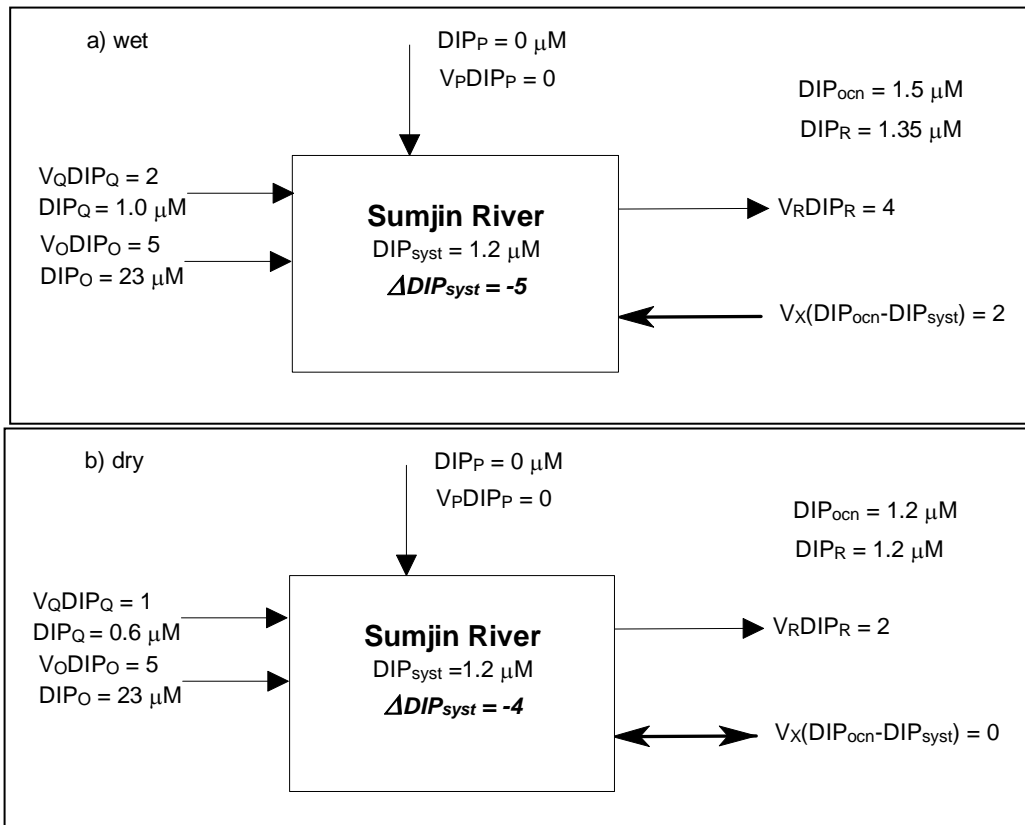 a) wet
DIPP = 0 μM
VPDIPP = 0
DIPocn = 1.5 μM
DIPR = 1.35 μM
VQDIPQ = 2
DIPQ = 1.0 μM
VODIPO = 5
DIPO = 23 μM
Sumjin River
DIPsyst = 1.2 μM
ΔDIPsyst = -5
VRDIPR = 4
VX(DIPocn-DIPsyst) = 2
b) dry
DIPP = 0 μM
VPDIPP = 0
DIPocn = 1.2 μM
DIPR = 1.2 μM
VQDIPQ = 1
DIPQ = 0.6 μM
VODIPO = 5
DIPO = 23 μM
Sumjin River
DIPsyst =1.2 μM
ΔDIPsyst = -4
VRDIPR = 2
VX(DIPocn-DIPsyst) = 0